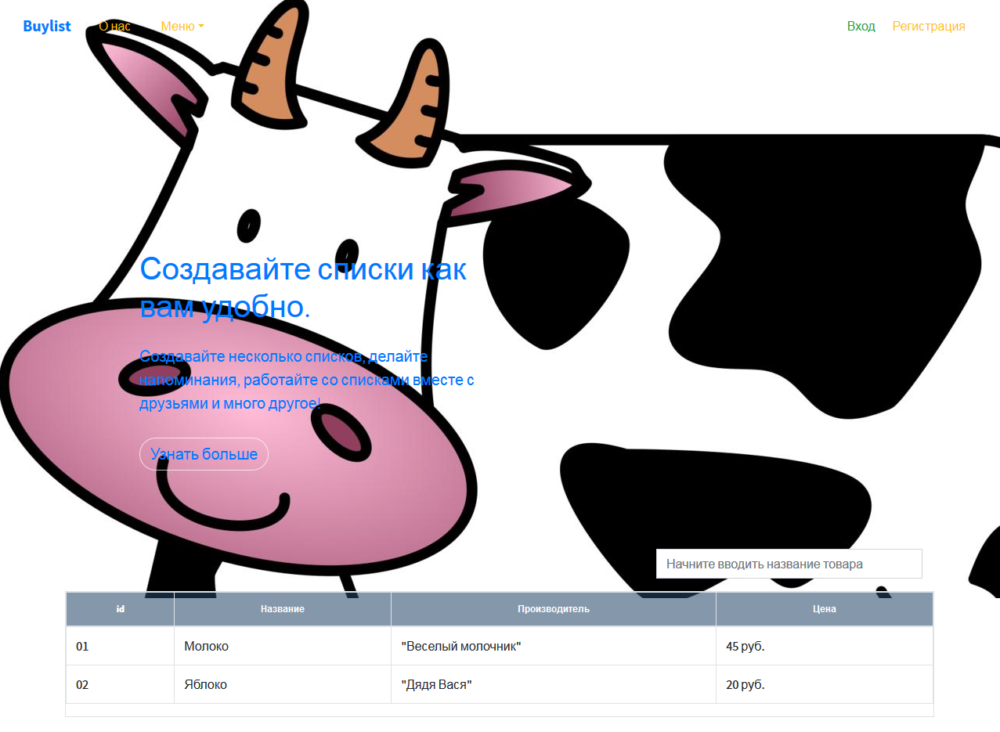 Buylist О нас Меню Вход Регистрация
Создавайте списки как
вам удобно.
Создавайте несколько списков, делайте
напоминания, работайте со списками вместе с
друзьями и много другое!
Узнать больше
Начните вводить название товара
id Название Производитель Цена
01 Молоко "Веселый молочник" 45 руб.
02 Яблоко "Дядя Вася" 20 руб.